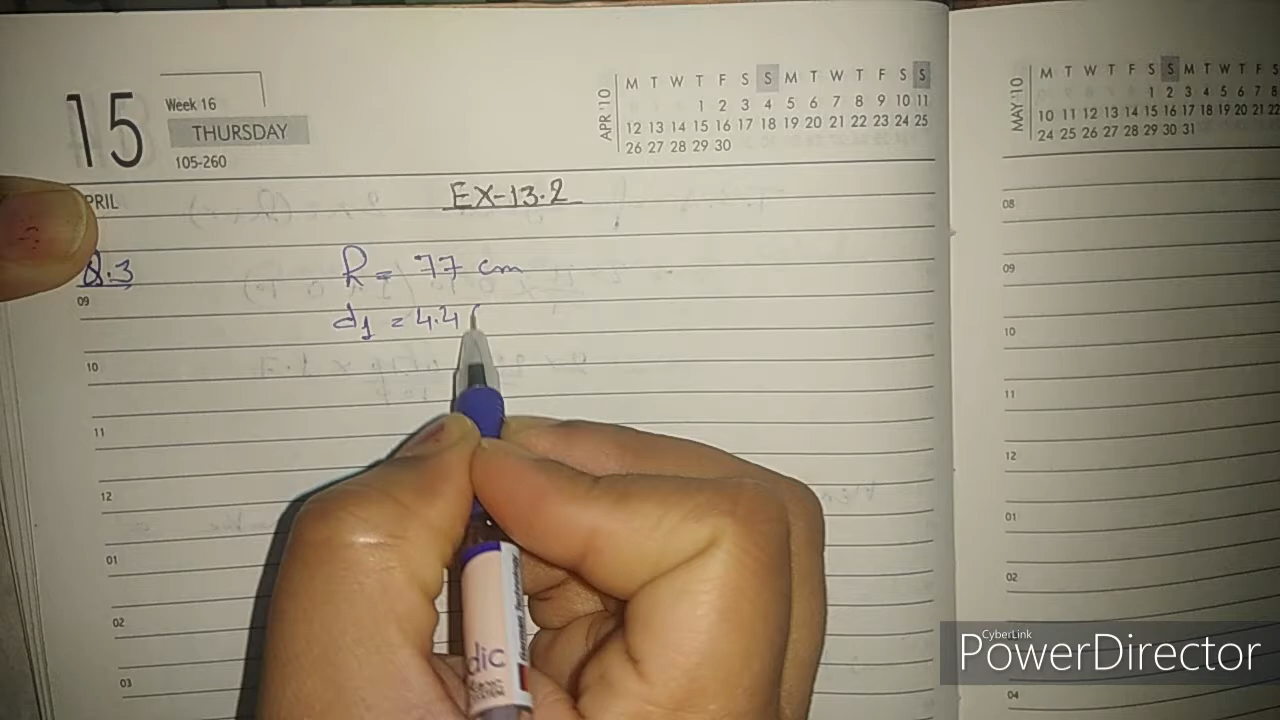 15
Week 16
THURSDAY
105-260
PRIL
APR '10
M T W T F S S M T W T F S S
1 2 3 4 5 6 7 8 9 10 11
12 13 14 15 16 17 18 19 20 21 22 23 24 25
26 27 28 29 30
MAY '10
M T W T F S S M T W T F S
1 2 3 4 5 6 7 8
10 11 12 13 14 15 16 17 18 19 20 21 22
24 25 26 27 28 29 30 31
EX-13.2
Q.3
h = 77 cm
d1 = 4.4
09
10
11
12
01
02
03
08
09
10
11
12
01
02
04
dic
CyberLink
PowerDirector